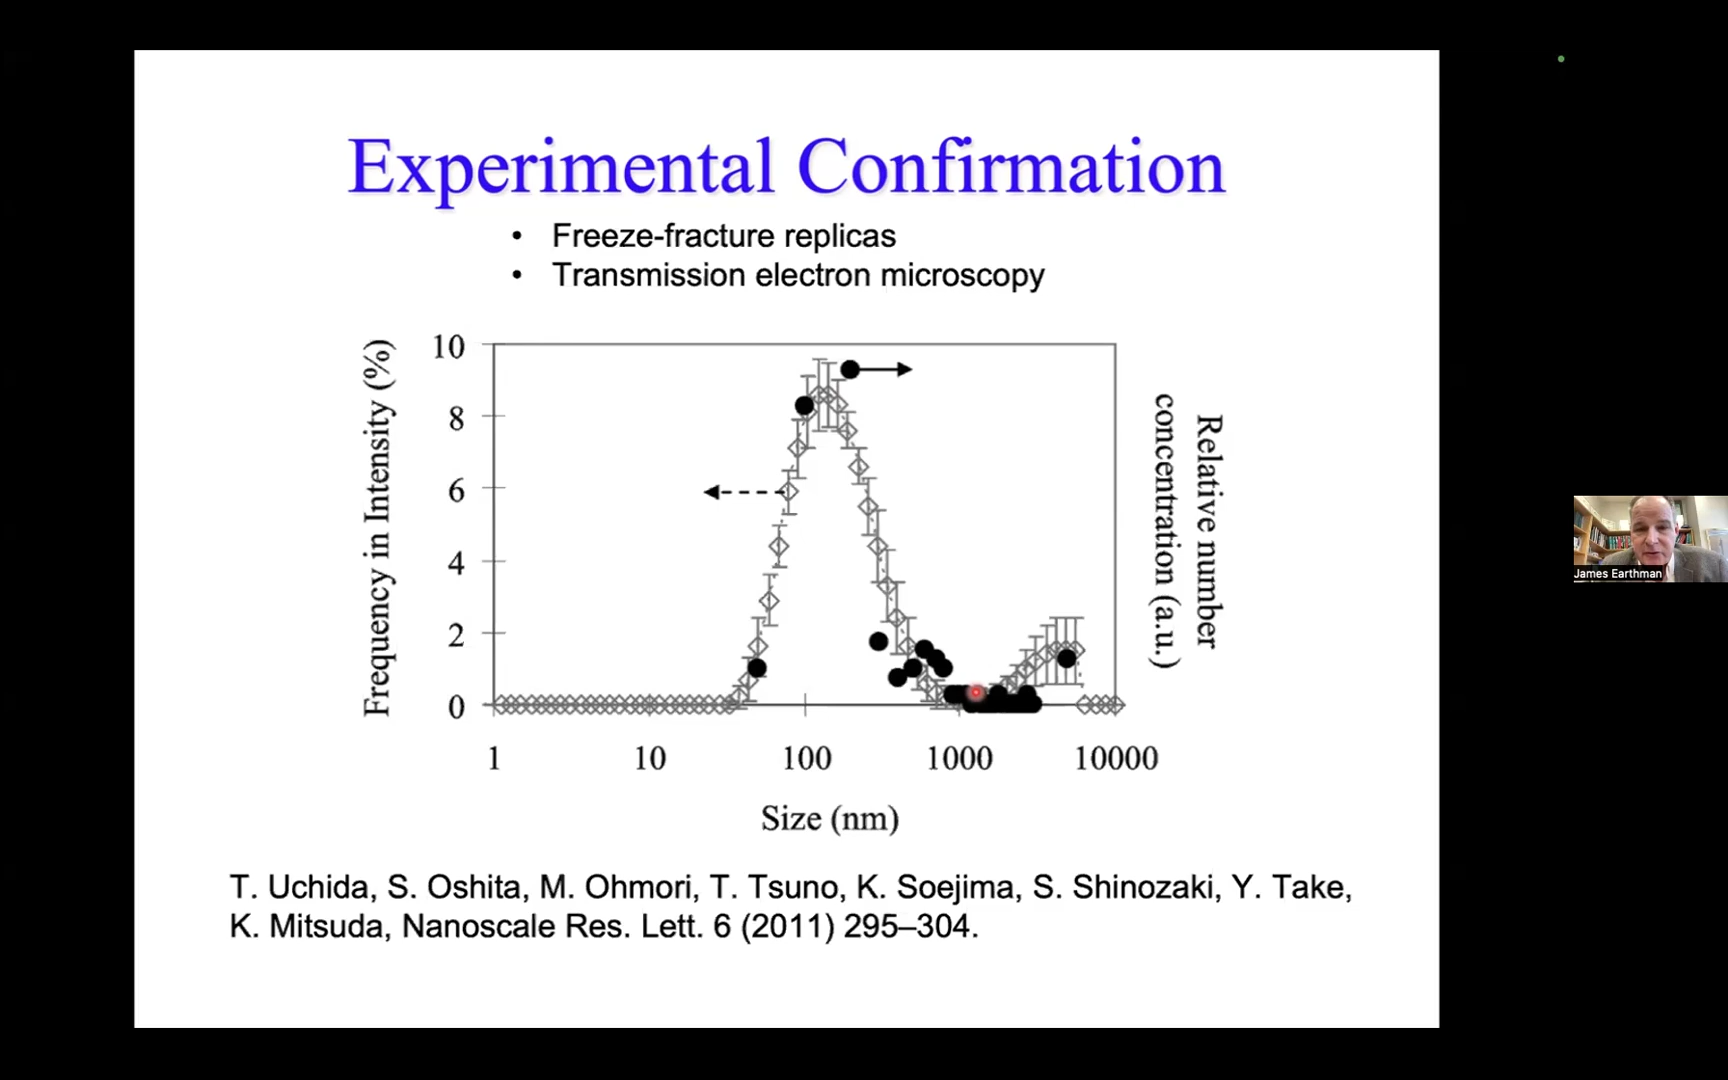 Experimental Confirmation
• Freeze-fracture replicas
• Transmission electron microscopy
Frequency in Intensity (%)
10
8
6
4
2
0
1 10 100 1000 10000
Size (nm)
Relative number
concentration (a.u.)
T. Uchida, S. Oshita, M. Ohmori, T. Tsuno, K. Soejima, S. Shinozaki, Y. Take,
K. Mitsuda, Nanoscale Res. Lett. 6 (2011) 295–304.
James Earthman